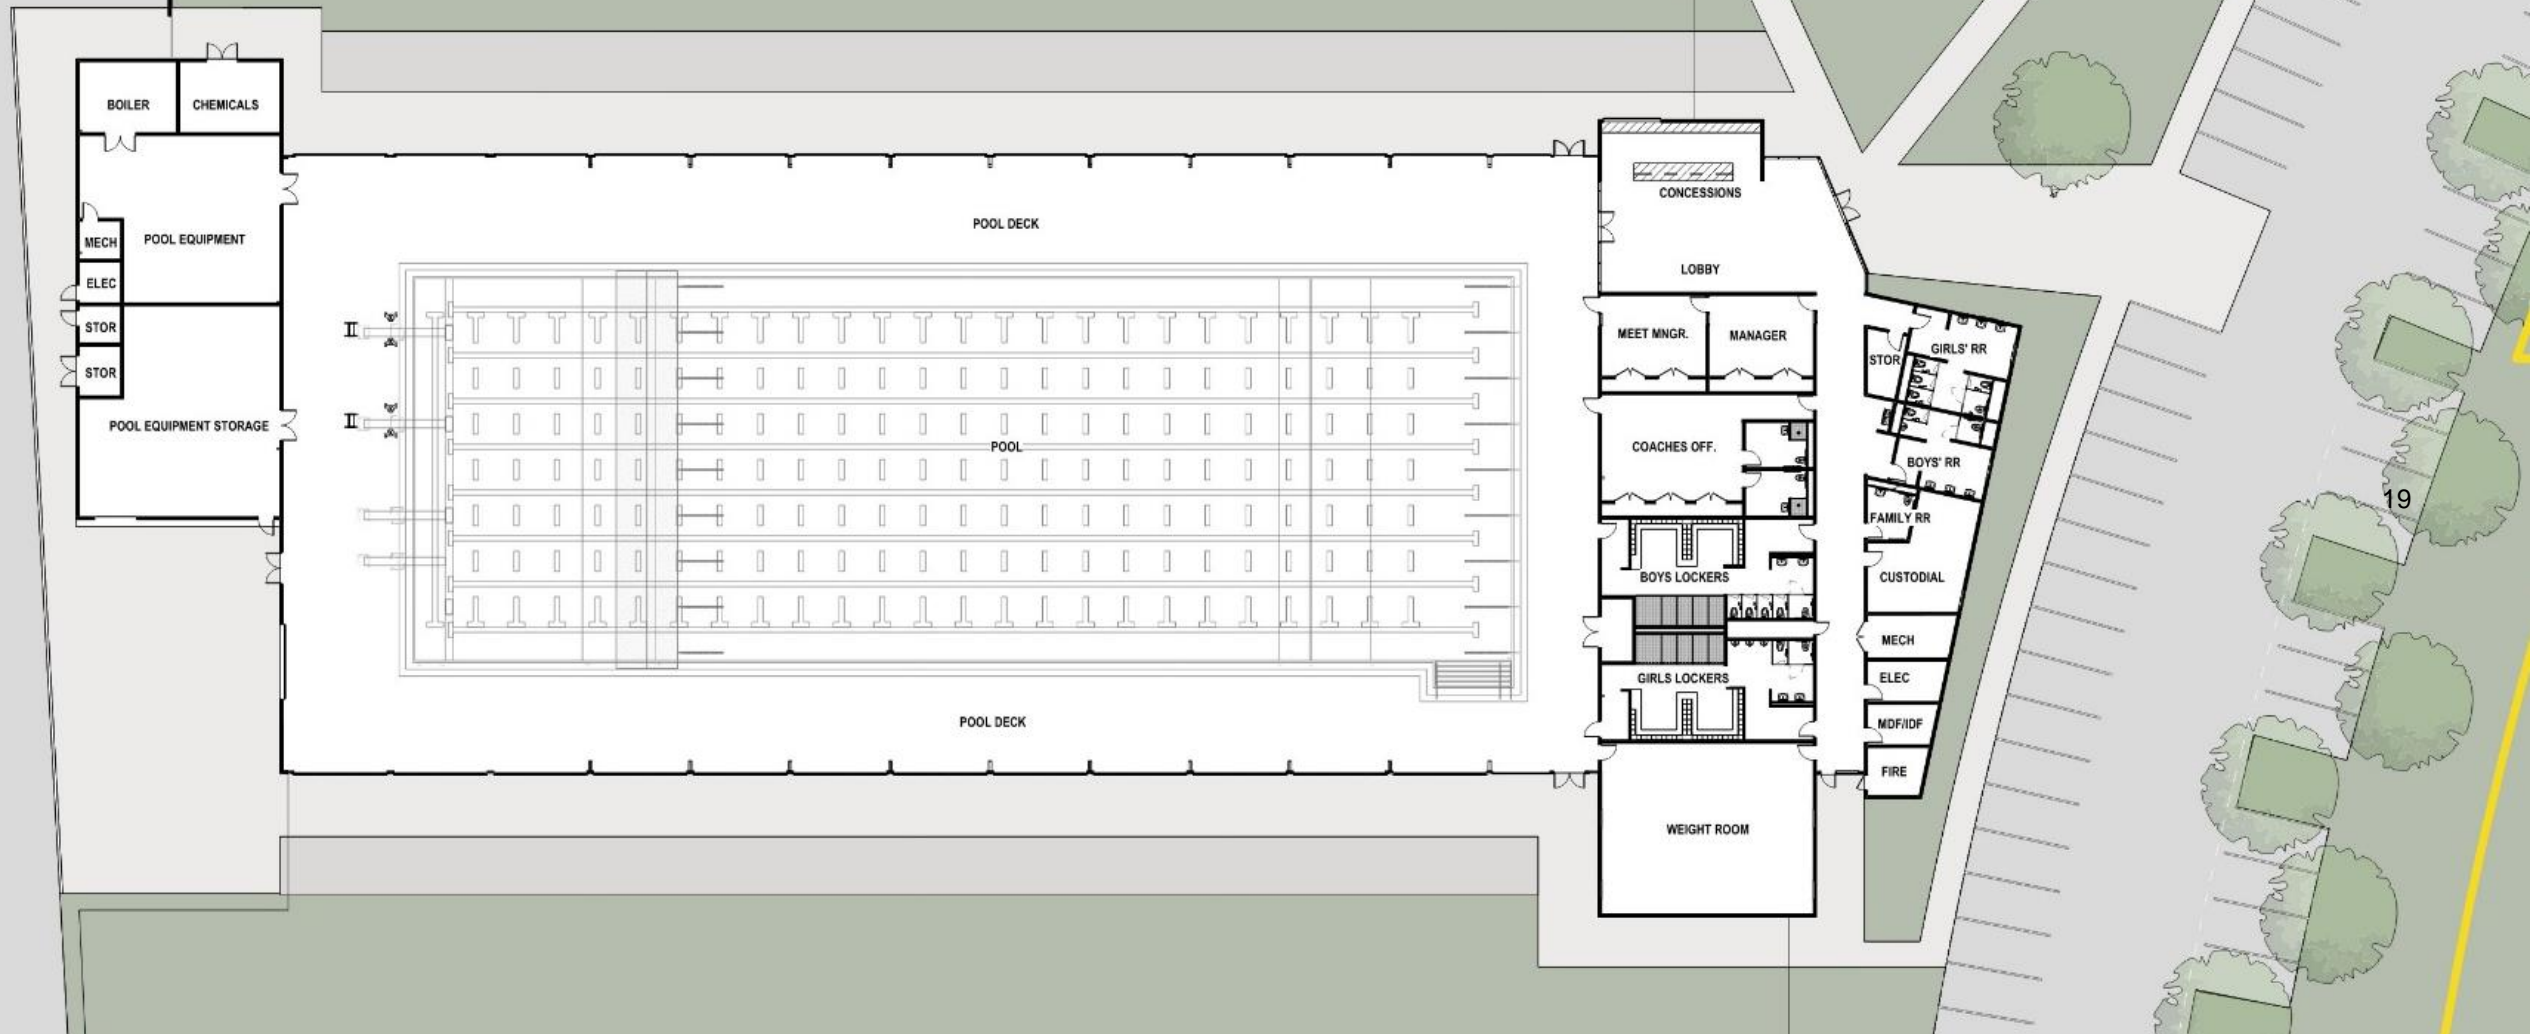 BOILER
CHEMICALS
POOL DECK
CONCESSIONS
MECH
POOL EQUIPMENT
LOBBY
ELEC
STOR
MEET MNGR.
MANAGER
GIRLS' RR
STOR
STOR
POOL EQUIPMENT STORAGE
POOL
COACHES OFF.
BOYS' RR
19
FAMILY RR
BOYS LOCKERS
CUSTODIAL
MECH
GIRLS LOCKERS
ELEC
POOL DECK
MDF/IDF
FIRE
WEIGHT ROOM